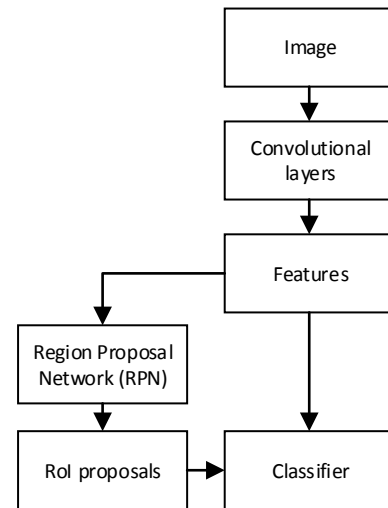 Image
Convolutional
layers
Features
Region Proposal
Network (RPN)
RoI proposals
Classifier